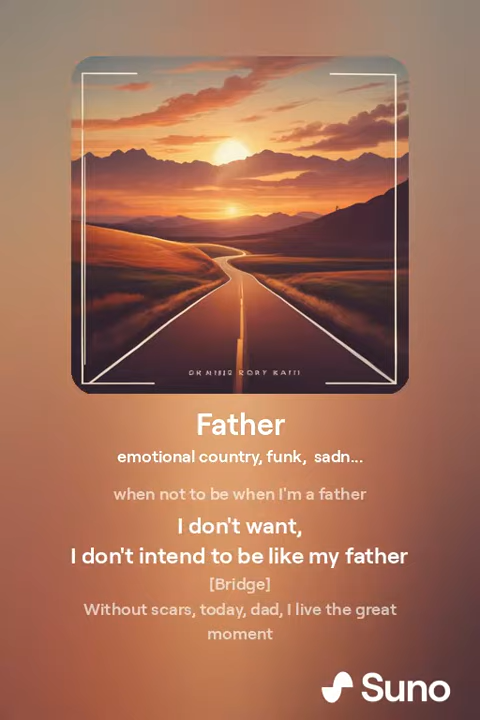 Father
emotional country, funk, sadn...
when not to be when I'm a father
I don't want,
I don't intend to be like my father
[Bridge]
Without scars, today, dad, I live the great
moment
Suno